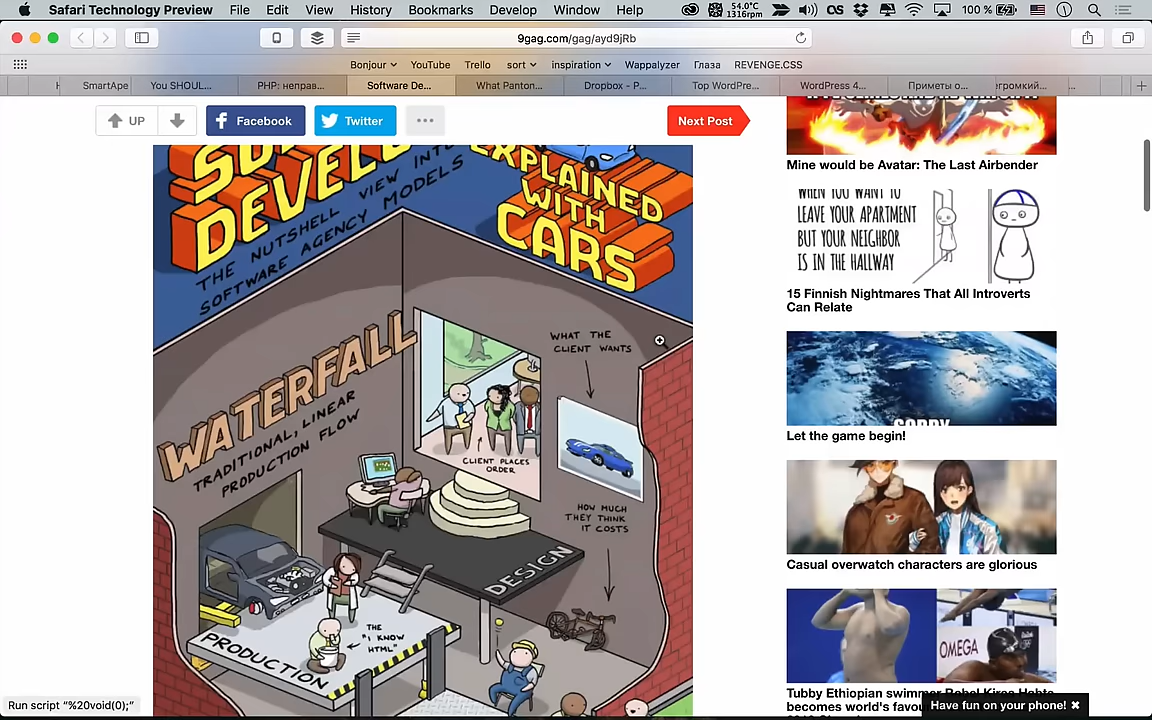 Safari Technology Preview File Edit View History Bookmarks Develop Window Help 54.0°C 1316rpm 100 %
9gag.com/gag/ayd9jRb
Bonjour YouTube Trello sort inspiration Wappalyzer Глаза REVENGE.CSS
SmartApe You SHOUL... PHP: неправ... Software De... What Panton... Dropbox - P... Top WordPre... WordPress 4... Приметы о... егромкий...
UP Facebook Twitter ••• Next Post
DEVEL
THE NUTSHELL VIEW INTO
SOFTWARE AGENCY MODELS
EXPLAINED
WITH
CARS
WATERFALL
TRADITIONAL, LINEAR
PRODUCTION FLOW
WHAT THE
CLIENT WANTS
CLIENT PLACES
ORDER
HOW MUCH
THEY THINK
IT COSTS
DESIGN
THE
"I KNOW
HTML"
PRODUCTION
Mine would be Avatar: The Last Airbender
WHEN YOU WANT TO
LEAVE YOUR APARTMENT
BUT YOUR NEIGHBOR
IS IN THE HALLWAY
15 Finnish Nightmares That All Introverts
Can Relate
Let the game begin!
Casual overwatch characters are glorious
OMEGA
Tubby Ethiopian swimmer Robel Kiros Habte
becomes world's favou
Have fun on your phone! ✖
Run script “%20void(0);”